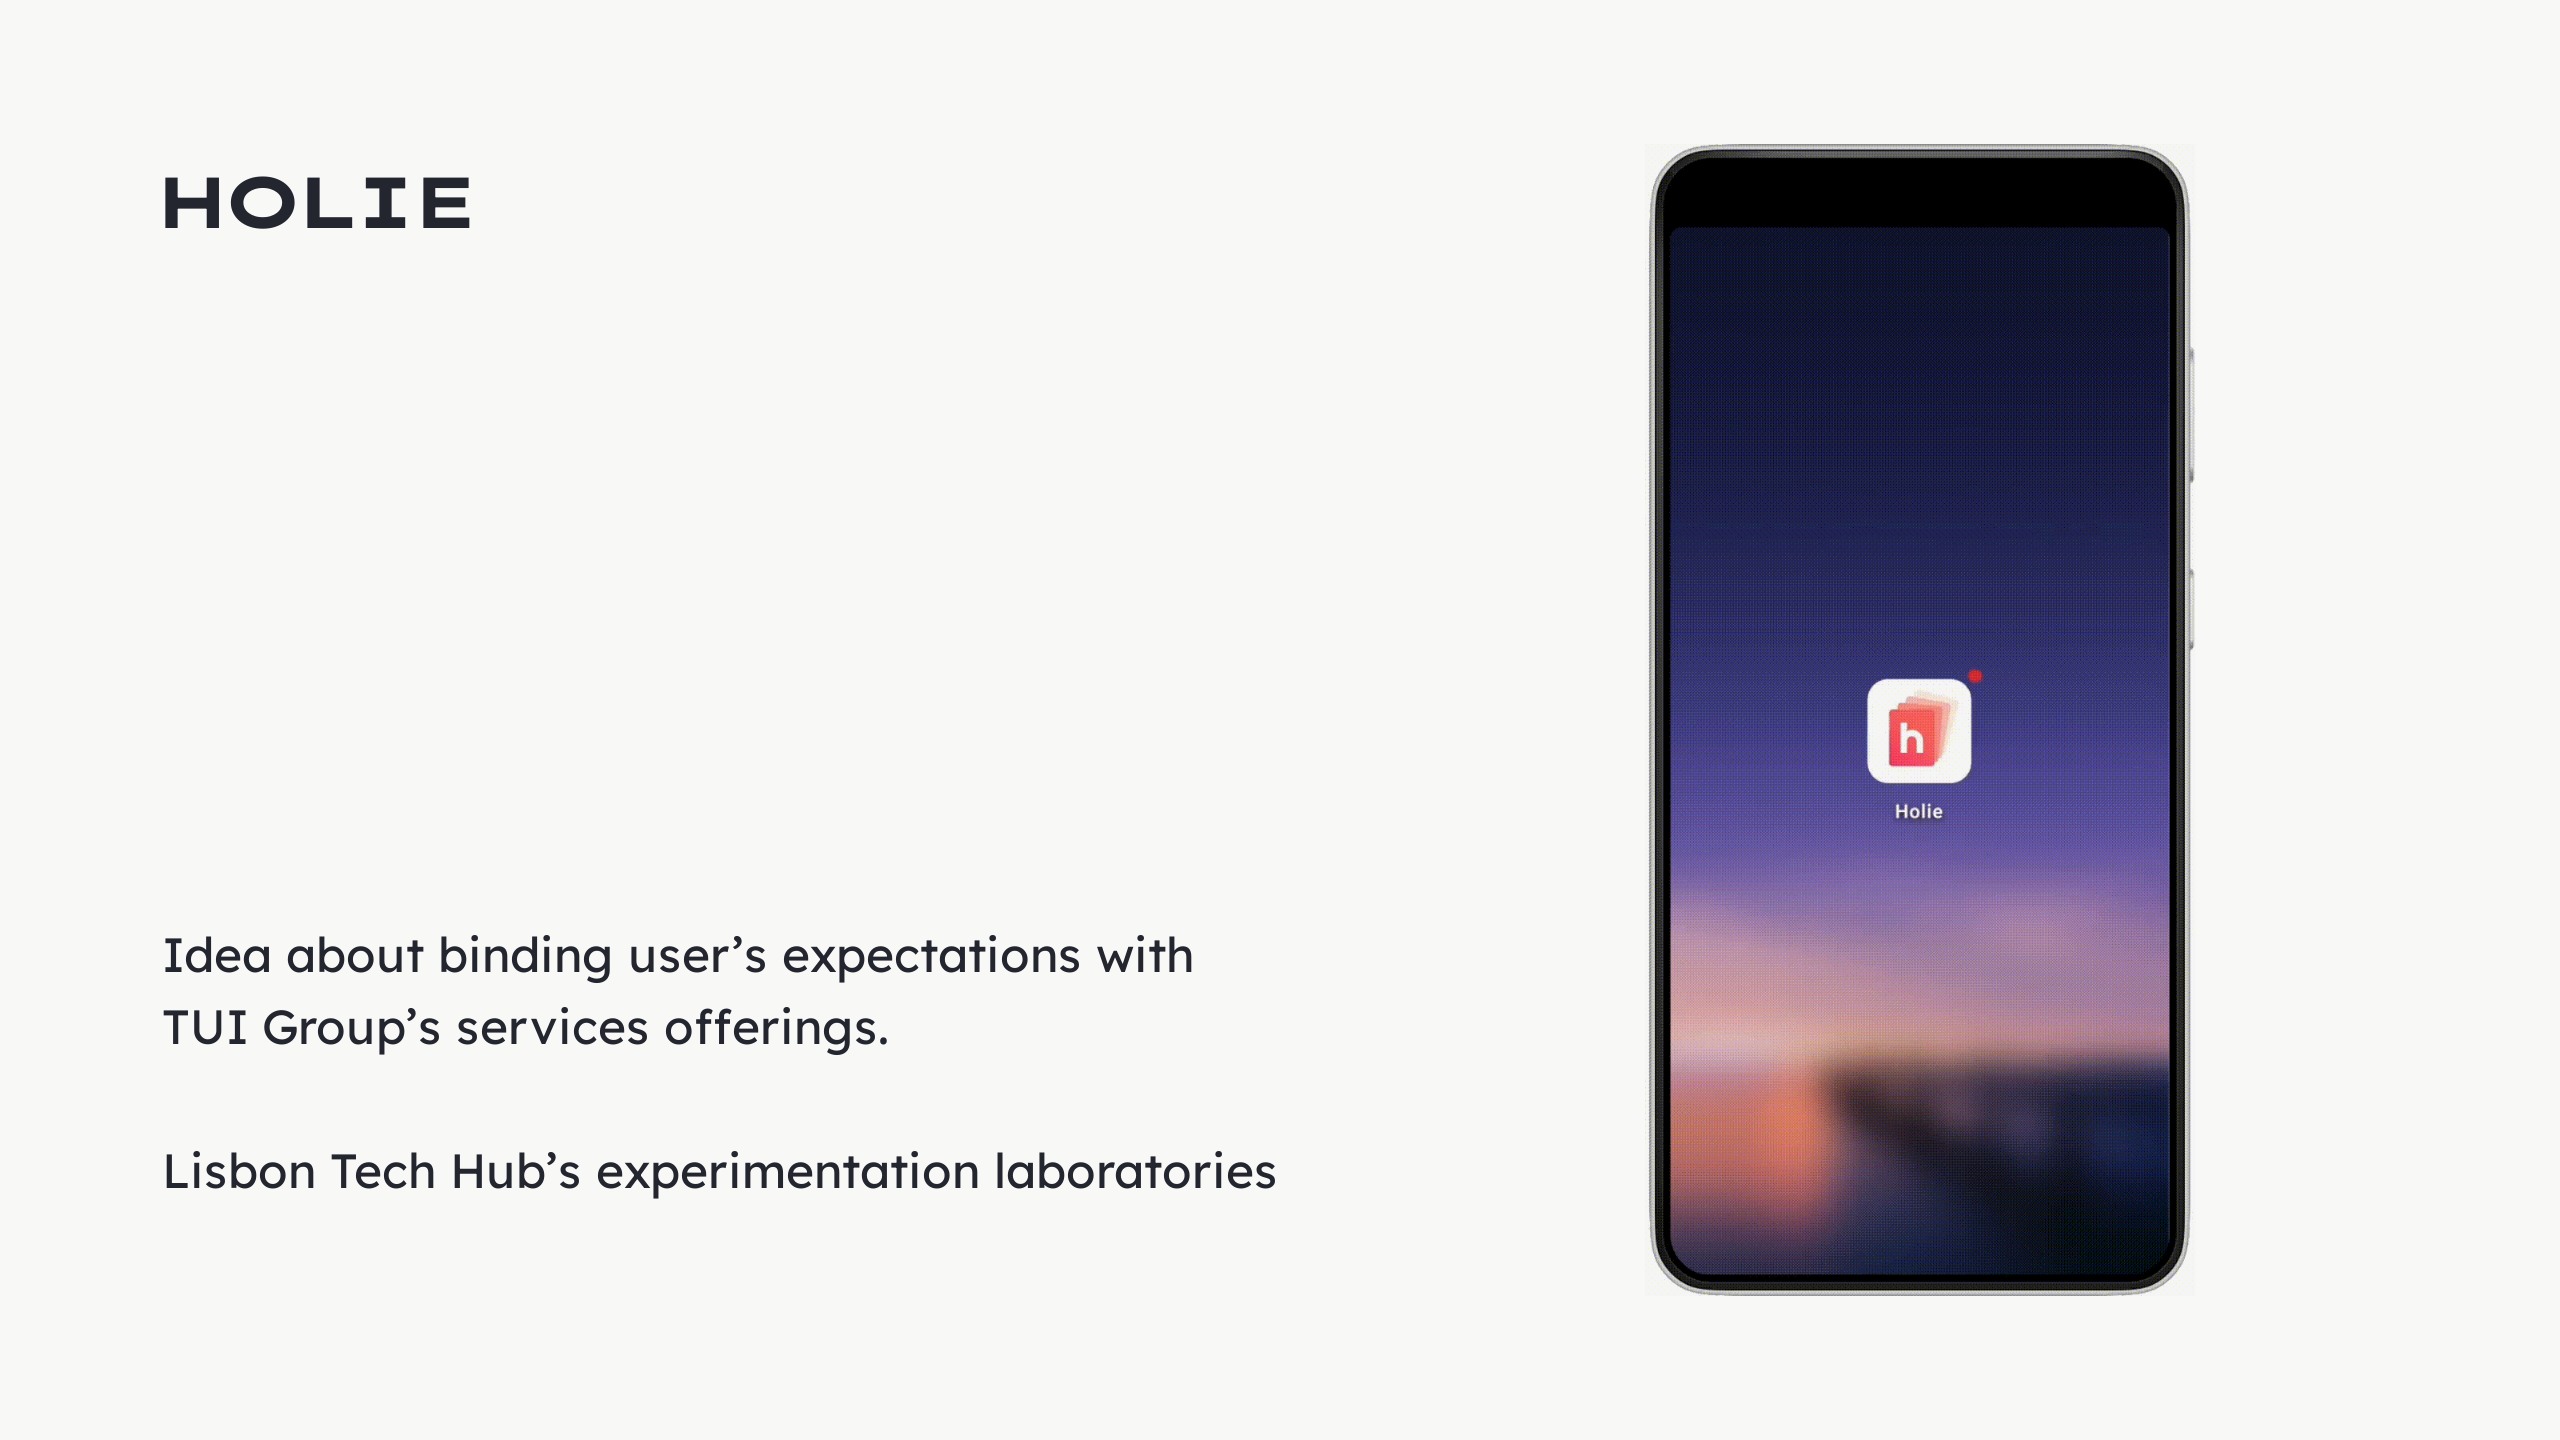 HOLIE
Idea about binding user’s expectations with
TUI Group’s services offerings.
Lisbon Tech Hub’s experimentation laboratories
h
Holie